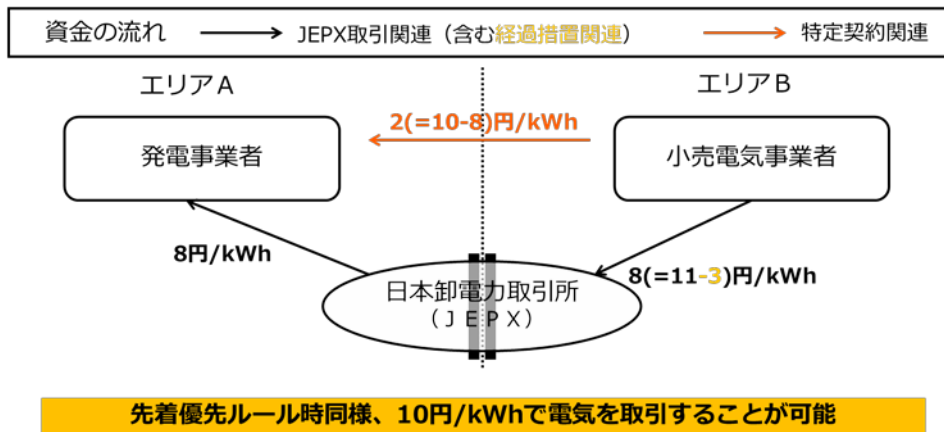 資金の流れ
JEPX取引関連(含む経過措置関連)
特定契約関連
エリアA
エリアB
2(=10-8)円/kWh
発電事業者
小売電気事業者
8円/kWh
8(=11-3)円/kWh
日本卸電力取引所
(JEPX)
先着優先ルール時同様、10円/kWhで電気を取引することが可能